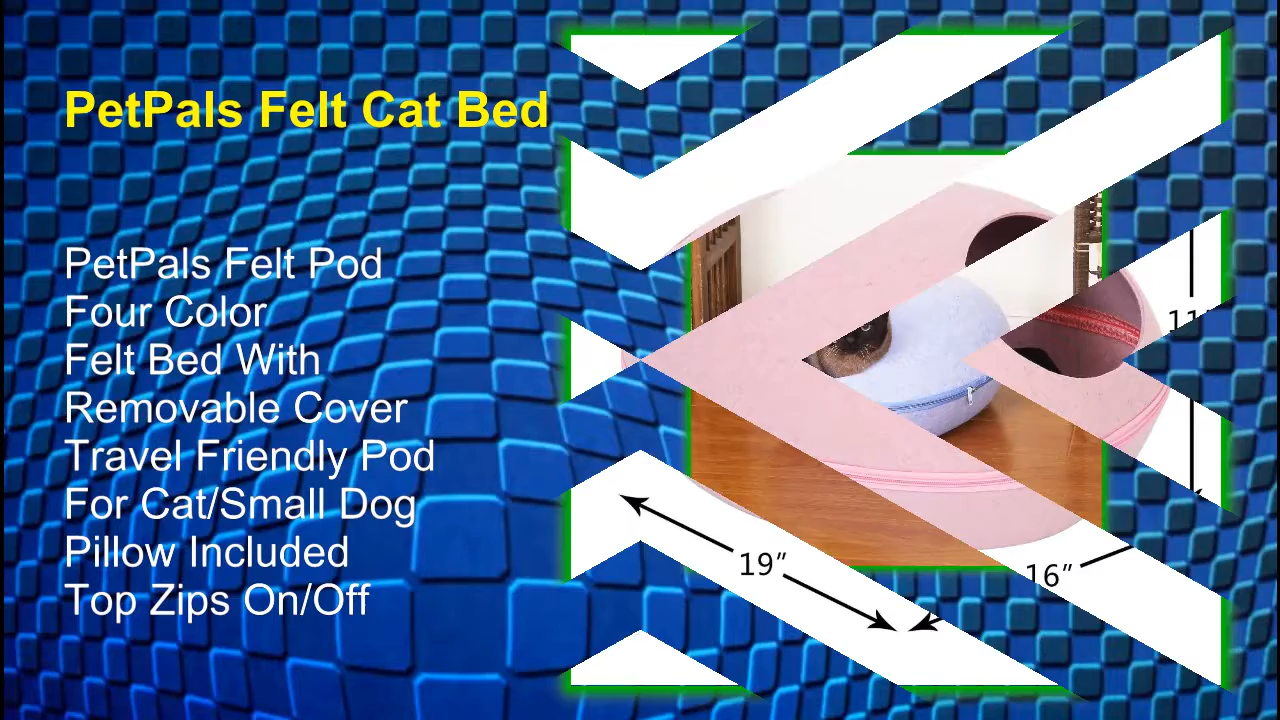 PetPals Felt Cat Bed
PetPals Felt Pod
Four Color
Felt Bed With
Removable Cover
Travel Friendly Pod
For Cat/Small Dog
Pillow Included
Top Zips On/Off
11”
19”
16”